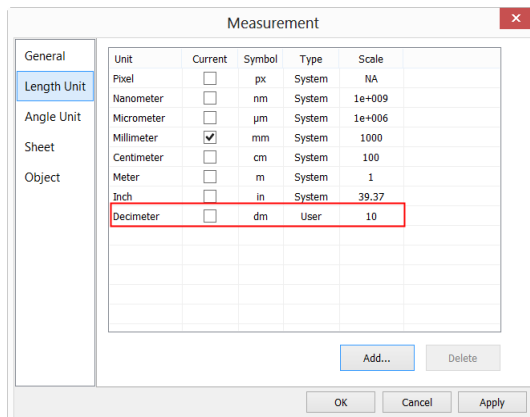 Measurement
General
Length Unit
Angle Unit
Sheet
Object
Unit Current Symbol Type Scale
Pixel px System NA
Nanometer nm System 1e+009
Micrometer µm System 1e+006
Millimeter mm System 1000
Centimeter cm System 100
Meter m System 1
Inch in System 39.37
Decimeter dm User 10
Add... Delete
OK Cancel Apply